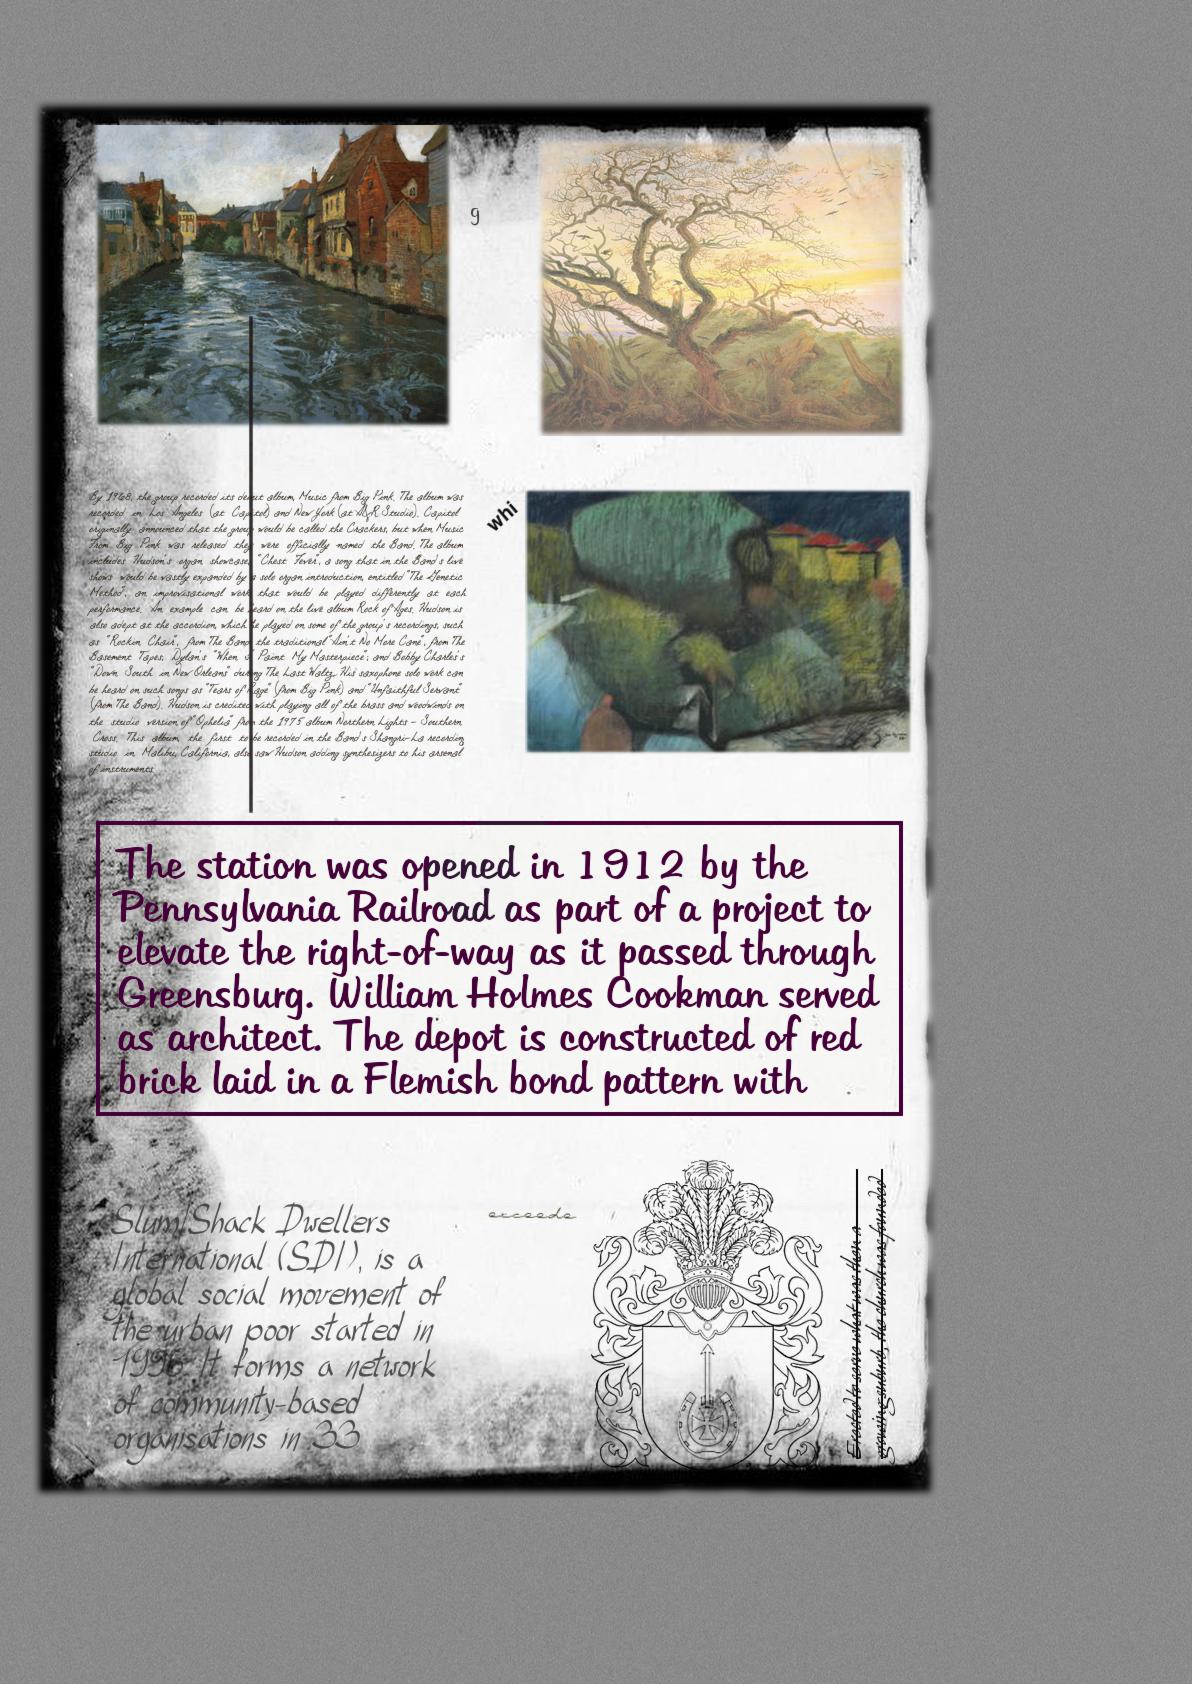 9
By 1968, the group recorded its debut album, Music from Big Pink. The album was
recorded in Los Angeles (at Capitol) and New York (at A&R Studio). Capitol
originally announced that the group would be called the Crackers, but when Music
From Big Pink was released they were officially named the Band. The album
includes Hudson's organ showcase, "Chest Fever", a song that in the Band's live
shows would be vastly expanded by a solo organ introduction entitled "The Genetic
Method", an improvisational work that would be played differently at each
performance. An example can be heard on the live album Rock of Ages. Hudson is
also adept at the accordion, which he played on some of the group's recordings, such
as "Rockin' Chair", from The Band; the traditional "Ain't No More Cane", from The
Basement Tapes; Dylan's "When I Paint My Masterpiece"; and Bobby Charles's
"Down South in New Orleans" during The Last Waltz. His saxophone solo work can
be heard on such songs as "Tears of Rage" (from Big Pink) and "Unfaithful Servant"
(from The Band). Hudson is credited with playing all of the brass and woodwinds on
the studio version of "Ophelia" from the 1975 album Northern Lights – Southern
Cross. This album, the first to be recorded in the Band's Shangri-La recording
studio in Malibu, California, also saw Hudson adding synthesizers to his arsenal
of instruments.
whi
The station was opened in 1912 by the
Pennsylvania Railroad as part of a project to
elevate the right-of-way as it passed through
Greensburg. William Holmes Cookman served
as architect. The depot is constructed of red
brick laid in a Flemish bond pattern with
Slum/Shack Dwellers
International (SDI), is a
global social movement of
the urban poor started in
1996. It forms a network
of community-based
organisations in 33
exceeds
Erected to serve what was then a
growing suburb, the church was founded